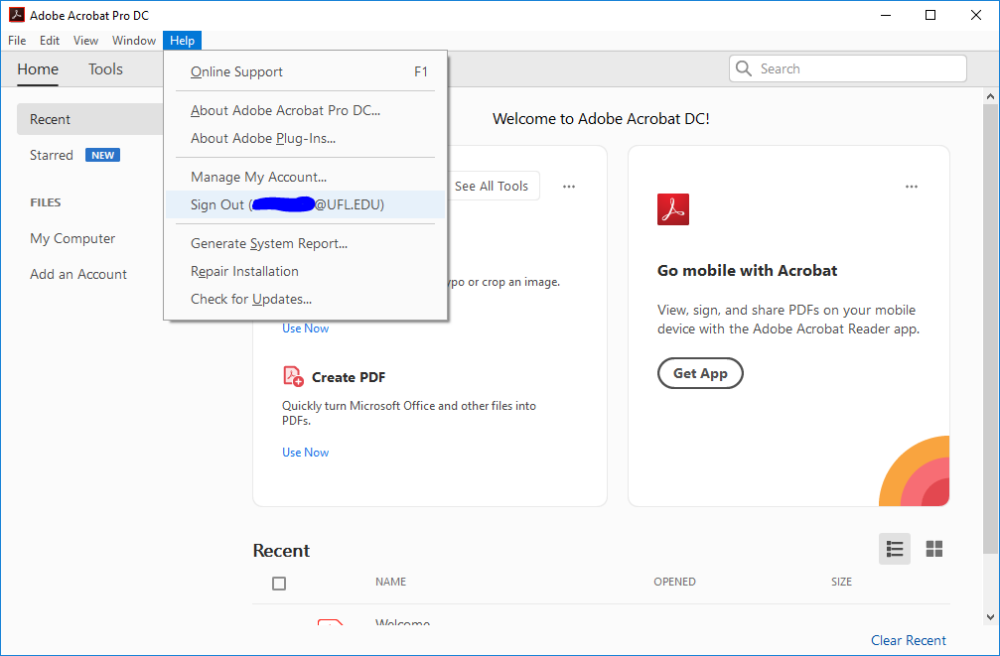 Adobe Acrobat Pro DC
File Edit View Window Help
Home Tools
Search
Online Support F1
About Adobe Acrobat Pro DC...
About Adobe Plug-Ins...
Manage My Account...
Sign Out ( @UFL.EDU)
Generate System Report...
Repair Installation
Check for Updates...
Recent
Starred NEW
FILES
My Computer
Add an Account
Welcome to Adobe Acrobat DC!
See All Tools ...
ypo or crop an image.
Use Now
Create PDF
Quickly turn Microsoft Office and other files into
PDFs.
Use Now
...
Go mobile with Acrobat
View, sign, and share PDFs on your mobile
device with the Adobe Acrobat Reader app.
Get App
Recent
NAME OPENED SIZE
Welcome
Clear Recent